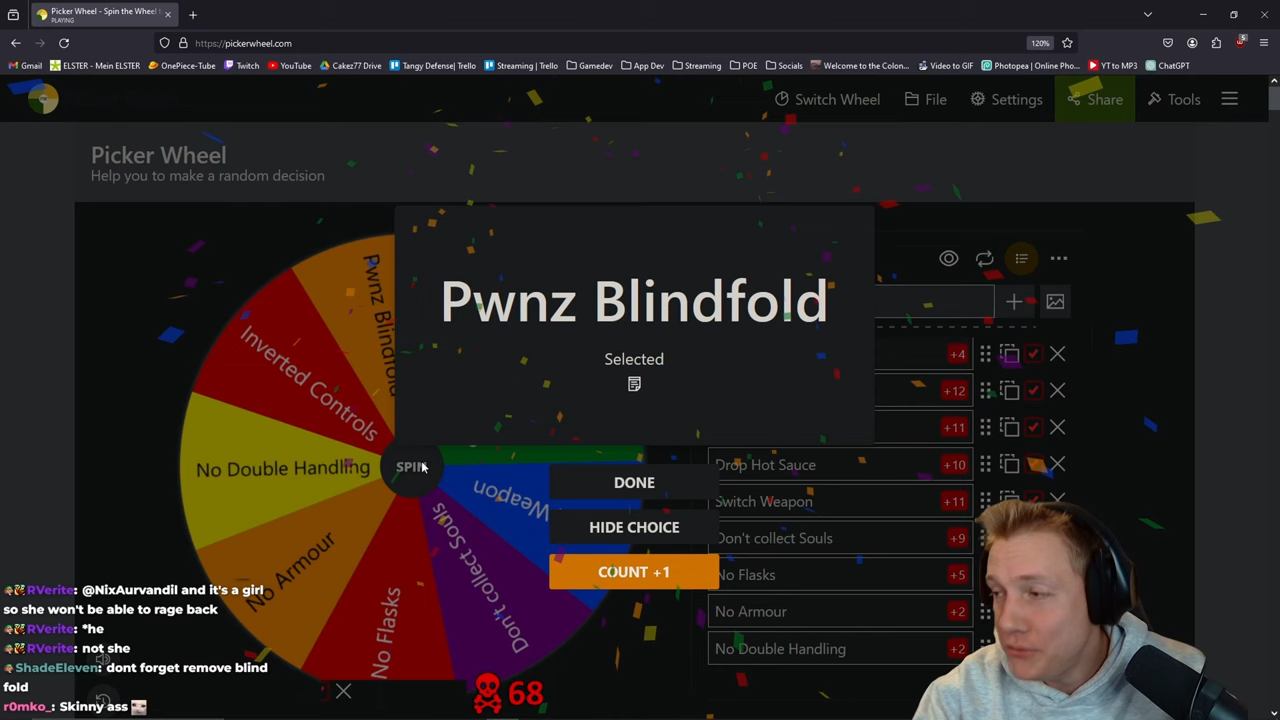 Picker Wheel - Spin the Wheel t
PLAYING
https://pickerwheel.com
120%
5
Gmail
ELSTER - Mein ELSTER
OnePiece-Tube
Twitch
YouTube
Cakez77 Drive
Tangy Defense| Trello
Streaming | Trello
Gamedev
App Dev
Streaming
POE
Socials
Welcome to the Colon...
Video to GIF
Photopea | Online Pho...
YT to MP3
ChatGPT
Switch Wheel
File
Settings
Share
Tools
Picker Wheel
Help you to make a random decision
Pwnz Blindfold
Selected
DONE
HIDE CHOICE
COUNT +1
Pwnz Blindfold
Inverted Controls
No Double Handling
No Armour
No Flasks
Don't collect Souls
Weapon
SPIN
+4
+12
+11
Drop Hot Sauce +10
Switch Weapon +11
Don't collect Souls +9
No Flasks +5
No Armour +2
No Double Handling +2
RVerite: @NixAurvandil and it's a girl
so she won't be able to rage back
RVerite: *he
RVerite: not she
ShadeEleven: dont forget remove blind
fold
r0mko_: Skinny ass
68